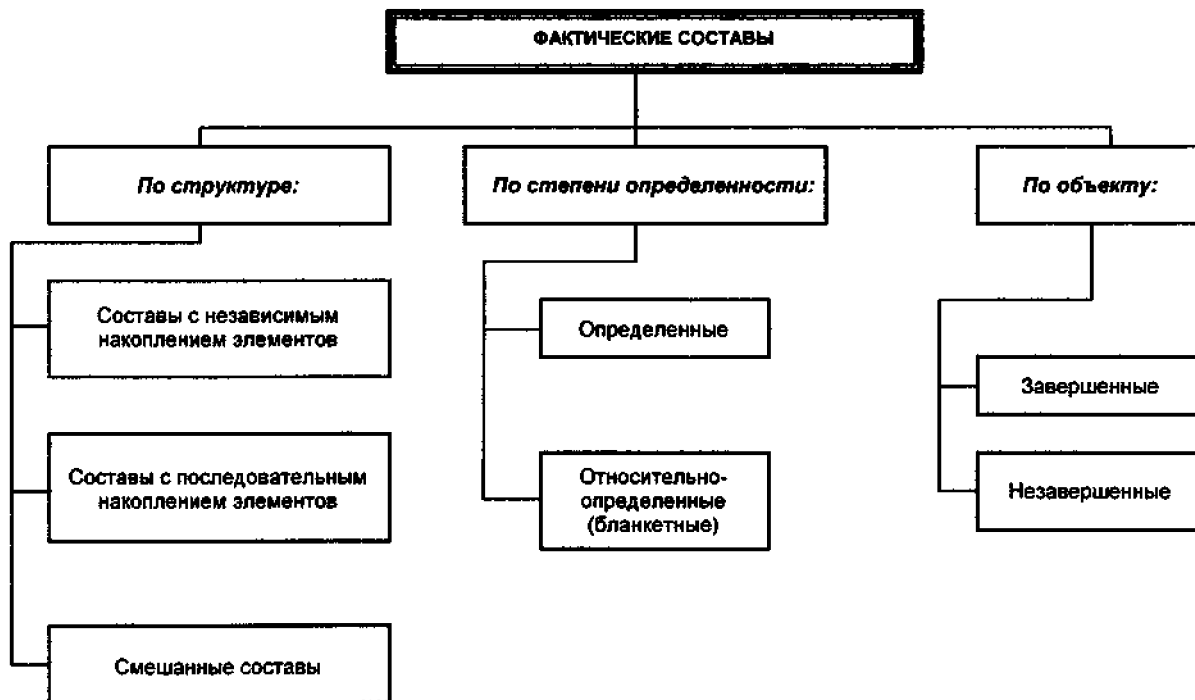 ФАКТИЧЕСКИЕ СОСТАВЫ
По структуре:
Составы с независимым
накоплением элементов
Составы с последовательным
накоплением элементов
Смешанные составы
По степени определенности:
Определенные
Относительно-
определенные
(бланкетные)
По объекту:
Завершенные
Незавершенные